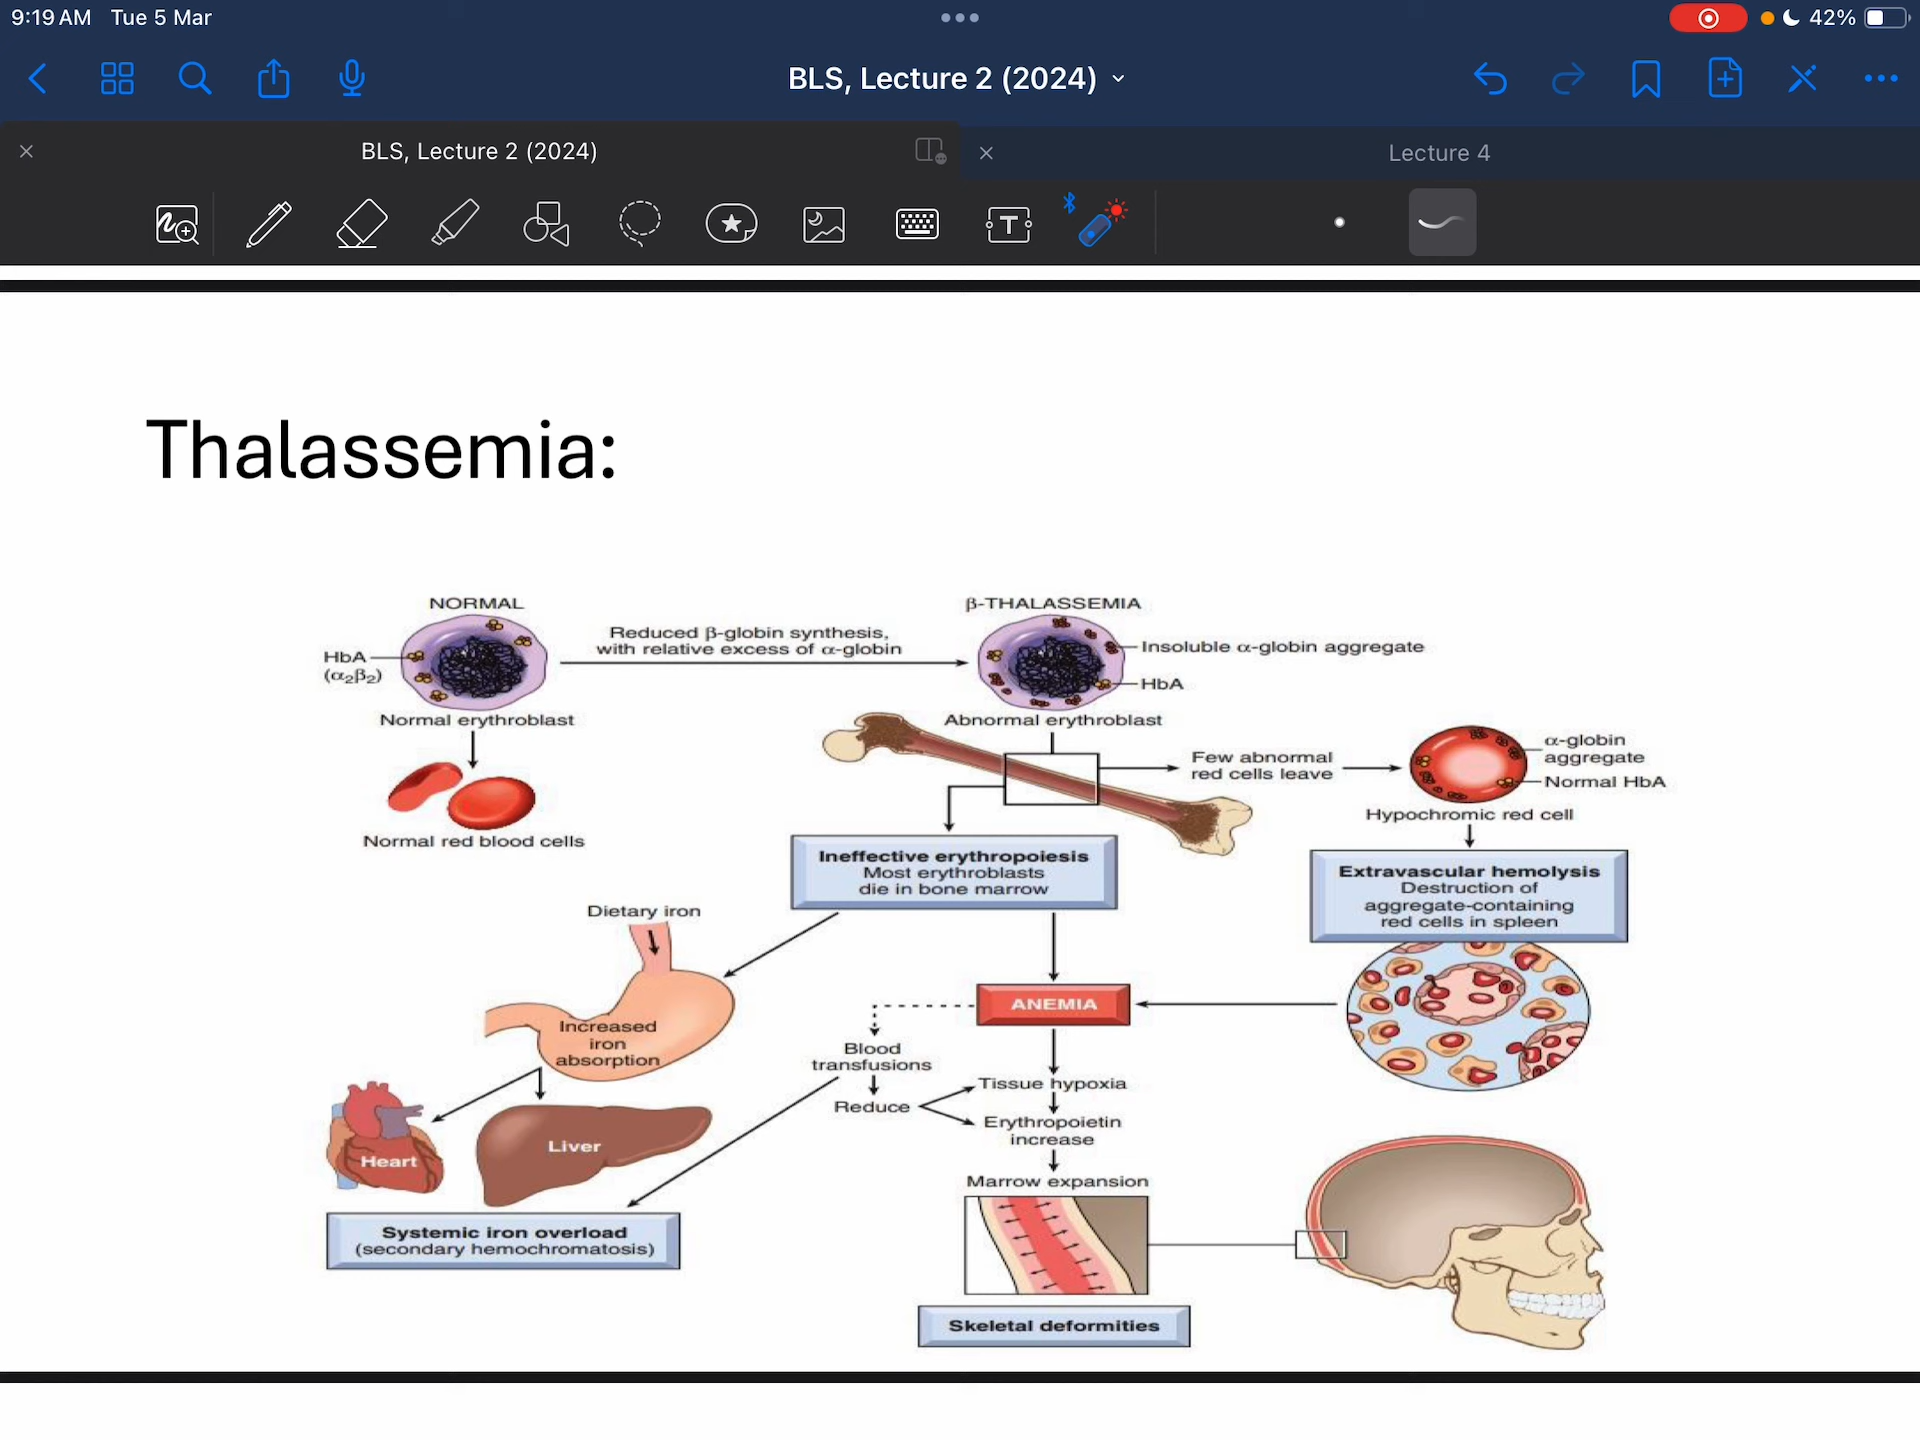 9:19 AM Tue 5 Mar
42%
BLS, Lecture 2 (2024)
BLS, Lecture 2 (2024)
Lecture 4
T
Thalassemia:
NORMAL
β-THALASSEMIA
Reduced β-globin synthesis,
with relative excess of α-globin
HbA
(α₂β₂)
Insoluble α-globin aggregate
HbA
Normal erythroblast
Abnormal erythroblast
Few abnormal
red cells leave
α-globin
aggregate
Normal HbA
Hypochromic red cell
Normal red blood cells
Ineffective erythropoiesis
Most erythroblasts
die in bone marrow
Extravascular hemolysis
Destruction of
aggregate-containing
red cells in spleen
Dietary iron
ANEMIA
Increased
iron
absorption
Blood
transfusions
Reduce
Tissue hypoxia
Erythropoietin
increase
Heart
Liver
Marrow expansion
Systemic iron overload
(secondary hemochromatosis)
Skeletal deformities